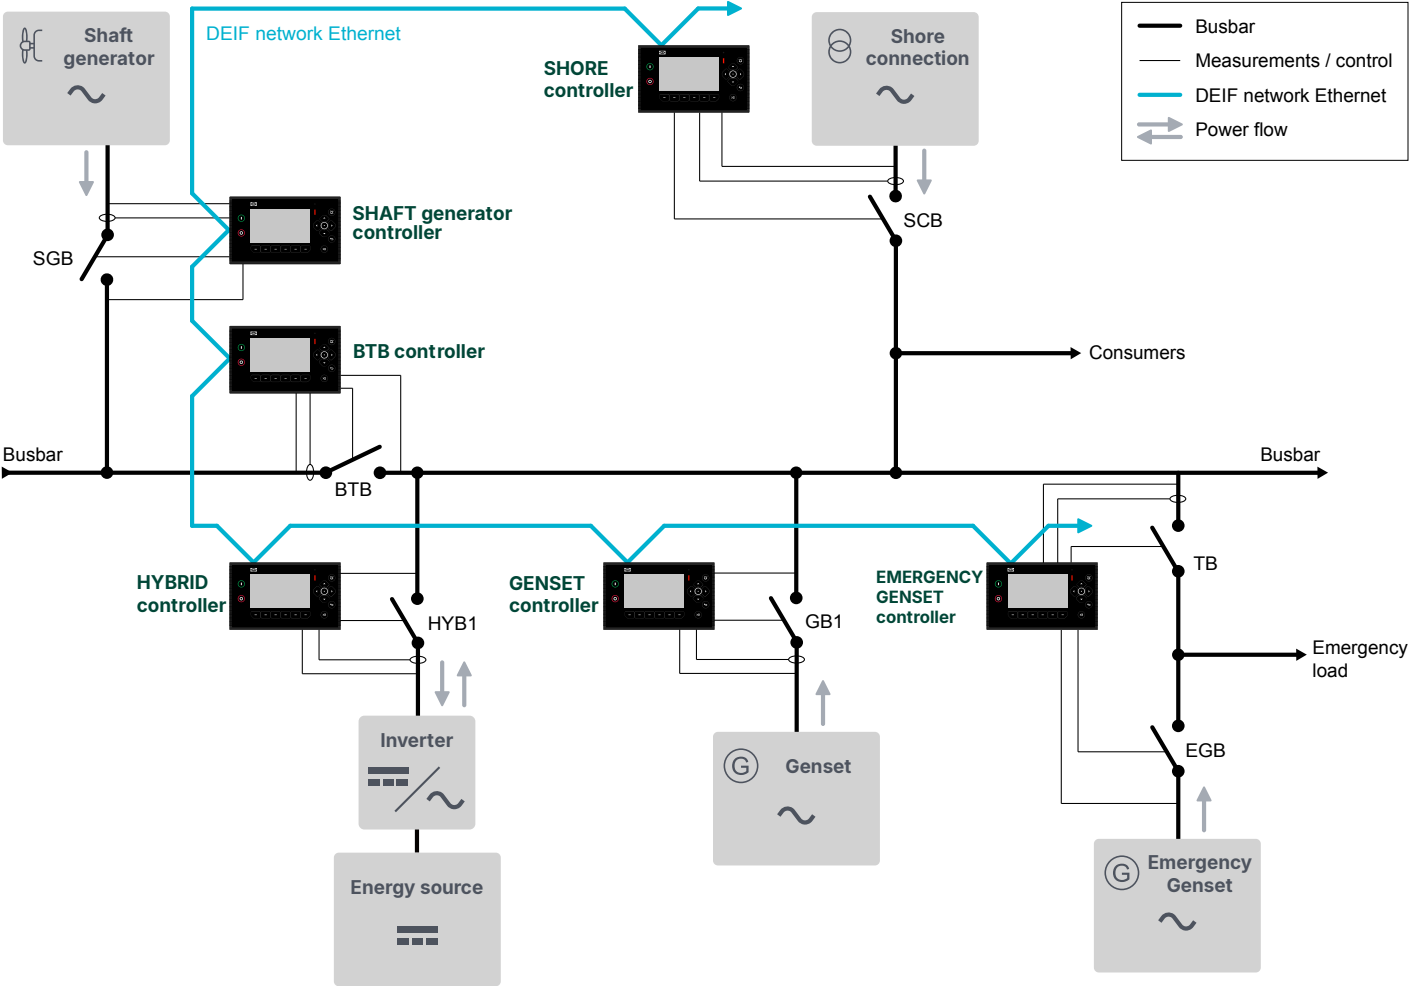 Shaft
generator
DEIF network Ethernet
SHORE
controller
Shore
connection
Busbar
Measurements / control
DEIF network Ethernet
Power flow
SHAFT generator
controller
SGB
SCB
BTB controller
Consumers
Busbar
BTB
Busbar
HYBRID
controller
HYB1
GENSET
controller
GB1
EMERGENCY
GENSET
controller
TB
Emergency
load
Inverter
G
Genset
EGB
Energy source
G
Emergency
Genset